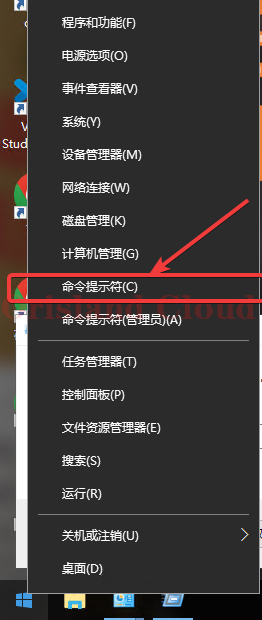 程序和功能(F)
电源选项(O)
事件查看器(V)
系统(Y)
V
Stud
设备管理器(M)
网络连接(W)
磁盘管理(K)
计算机管理(G)
命令提示符(C)
Crisland Cloud
命令提示符(管理员)(A)
任务管理器(T)
控制面板(P)
文件资源管理器(E)
搜索(S)
运行(R)
关机或注销(U)
桌面(D)